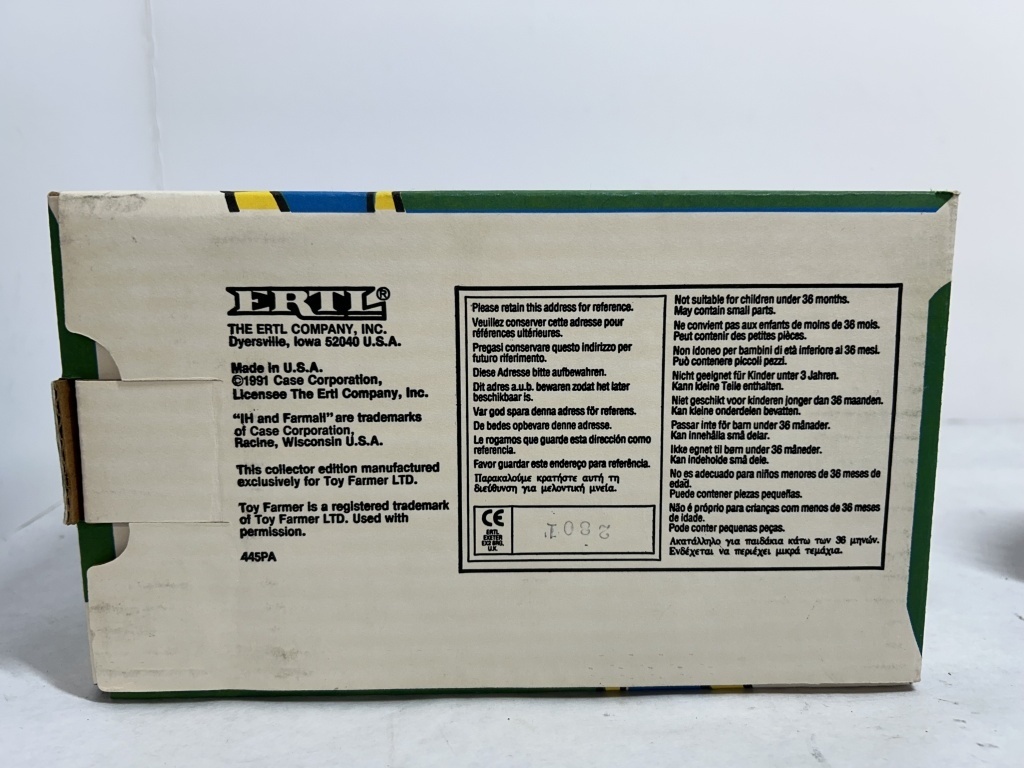 ERTL®
THE ERTL COMPANY, INC.
Dyersville, Iowa 52040 U.S.A.
Made in U.S.A.
©1991 Case Corporation,
Licensee The Ertl Company, Inc.
"IH and Farmall" are trademarks
of Case Corporation,
Racine, Wisconsin U.S.A.
This collector edition manufactured
exclusively for Toy Farmer LTD.
Toy Farmer is a registered trademark
of Toy Farmer LTD. Used with
permission.
445PA
Please retain this address for reference.
Veuillez conserver cette adresse pour
références ultérieures.
Pregasi conservare questo indirizzo per
futuro riferimento.
Diese Adresse bitte aufbewahren.
Dit adres a.u.b. bewaren zodat het later
beschikbaar is.
Var god spara denna adress för referens.
De bedes opbevare denne adresse.
Le rogamos que guarde esta dirección como
referencia.
Favor guardar este endereço para referência.
Παρακαλούμε κρατήστε αυτή τη
διεύθυνση για μελοντική μνεία.
CE
ERTL
EXETER
EX2 8NQ,
U.K.
2801
Not suitable for children under 36 months.
May contain small parts.
Ne convient pas aux enfants de moins de 36 mois.
Peut contenir des petites pièces.
Non idoneo per bambini di età inferiore ai 36 mesi.
Può contenere piccoli pezzi.
Nicht geeignet für Kinder unter 3 Jahren.
Kann kleine Teile enthalten.
Niet geschikt voor kinderen jonger dan 36 maanden.
Kan kleine onderdelen bevatten.
Passar inte för barn under 36 månader.
Kan innehålla små delar.
Ikke egnet til børn under 36 måneder.
Kan indeholde små dele.
No es adecuado para niños menores de 36 meses de
edad.
Puede contener piezas pequeñas.
Não é próprio para crianças com menos de 36 meses
de idade.
Pode conter pequenas peças.
Ακατάλληλο για παιδάκια κάτω των 36 μηνών.
Ενδέχεται να περιέχει μικρά τεμάχια.